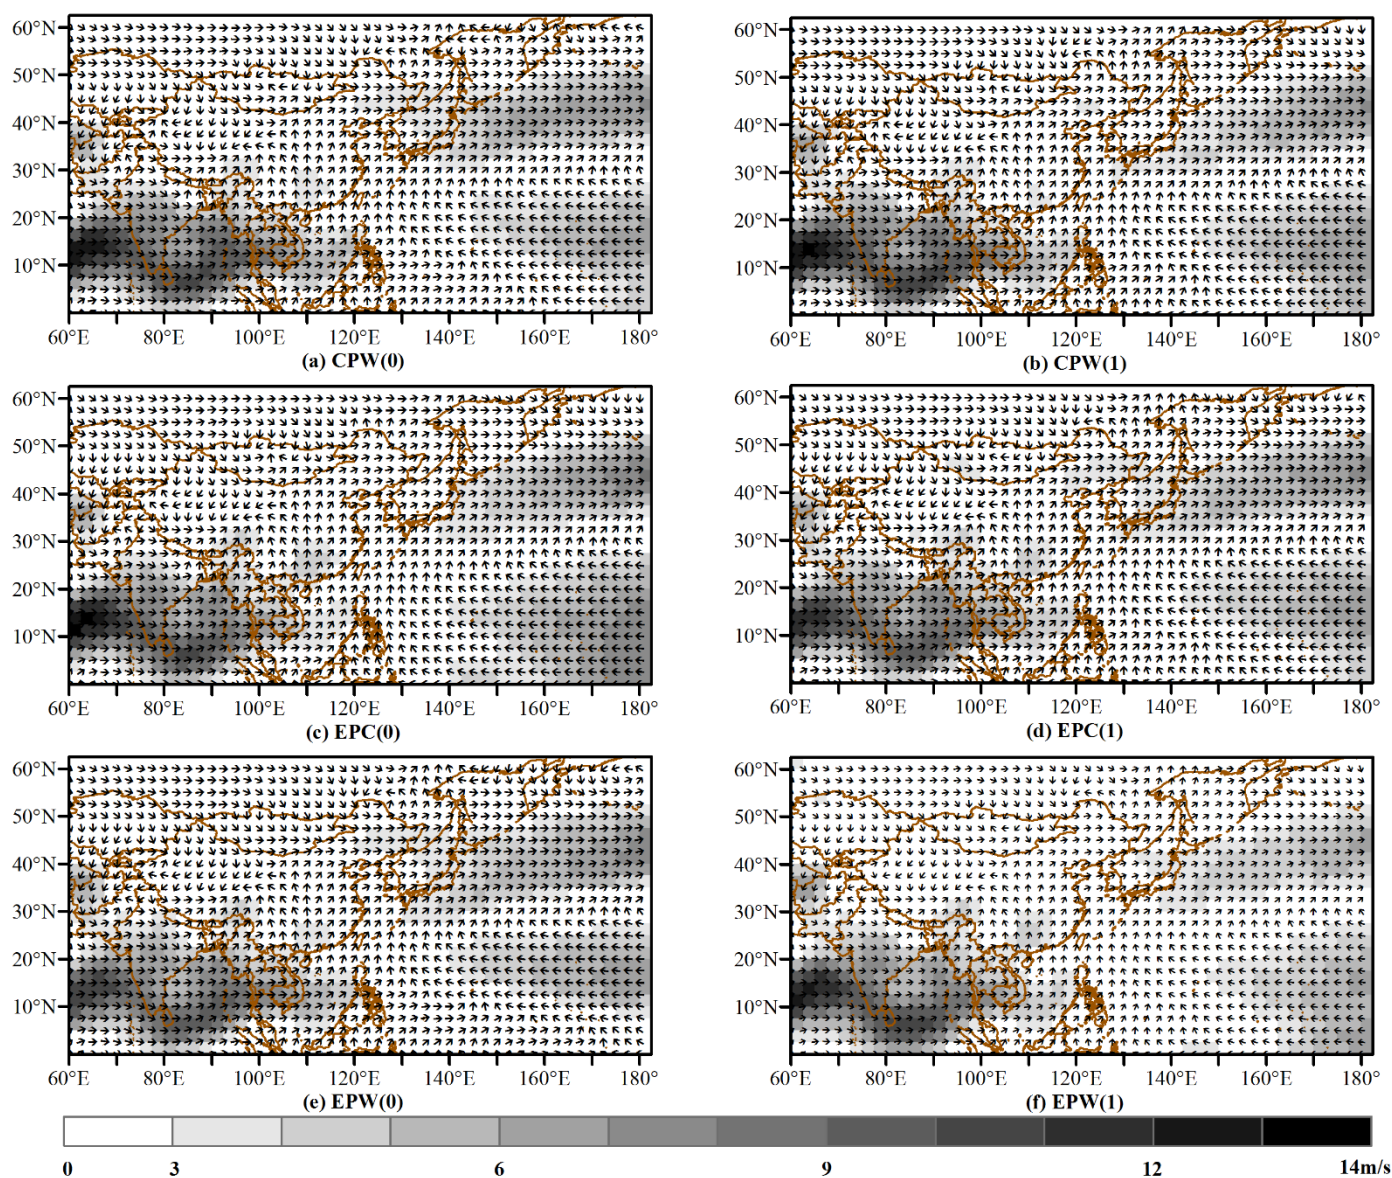 60°N
50°N
40°N
30°N
20°N
10°N
60°E 80°E 100°E 120°E 140°E 160°E 180°
(a) CPW(0)
60°N
50°N
40°N
30°N
20°N
10°N
60°E 80°E 100°E 120°E 140°E 160°E 180°
(b) CPW(1)
60°N
50°N
40°N
30°N
20°N
10°N
60°E 80°E 100°E 120°E 140°E 160°E 180°
(c) EPC(0)
60°N
50°N
40°N
30°N
20°N
10°N
60°E 80°E 100°E 120°E 140°E 160°E 180°
(d) EPC(1)
60°N
50°N
40°N
30°N
20°N
10°N
60°E 80°E 100°E 120°E 140°E 160°E 180°
(e) EPW(0)
60°N
50°N
40°N
30°N
20°N
10°N
60°E 80°E 100°E 120°E 140°E 160°E 180°
(f) EPW(1)
0 3 6 9 12 14m/s